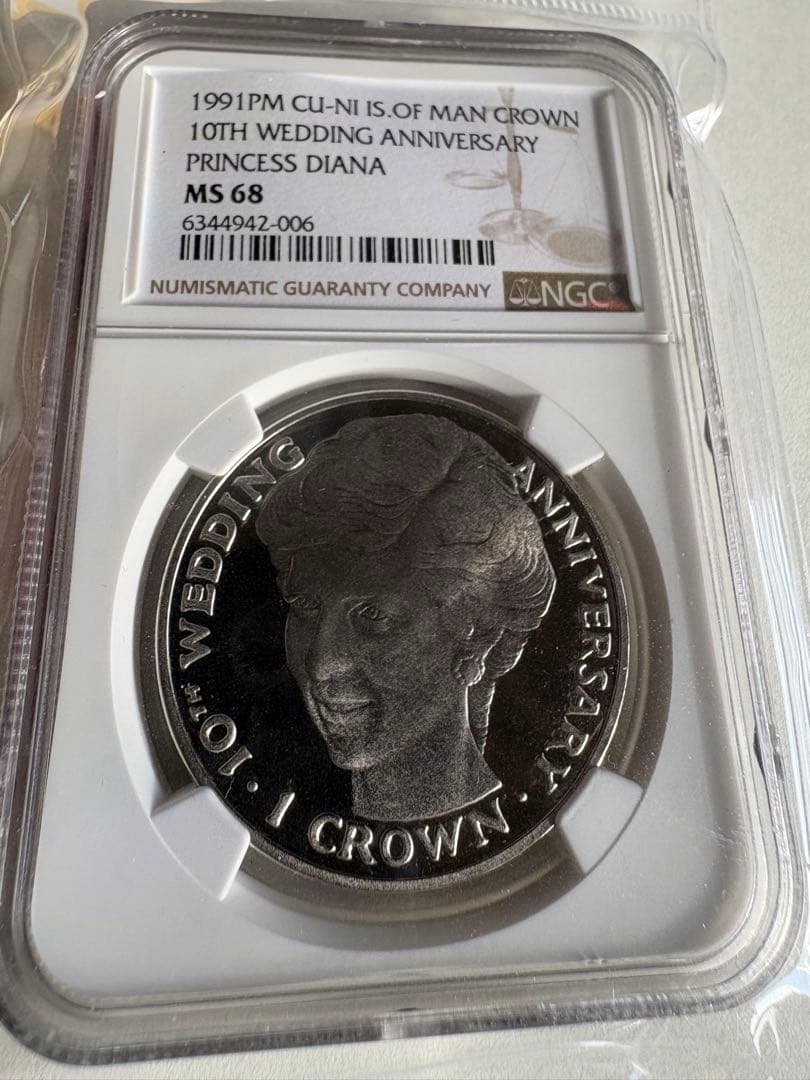 1991PM CU-NI IS.OF MAN CROWN
10TH WEDDING ANNIVERSARY
PRINCESS DIANA
MS 68
6344942-006
NUMISMATIC GUARANTY COMPANY
NGC
10TH WEDDING ANNIVERSARY
· 1 CROWN ·